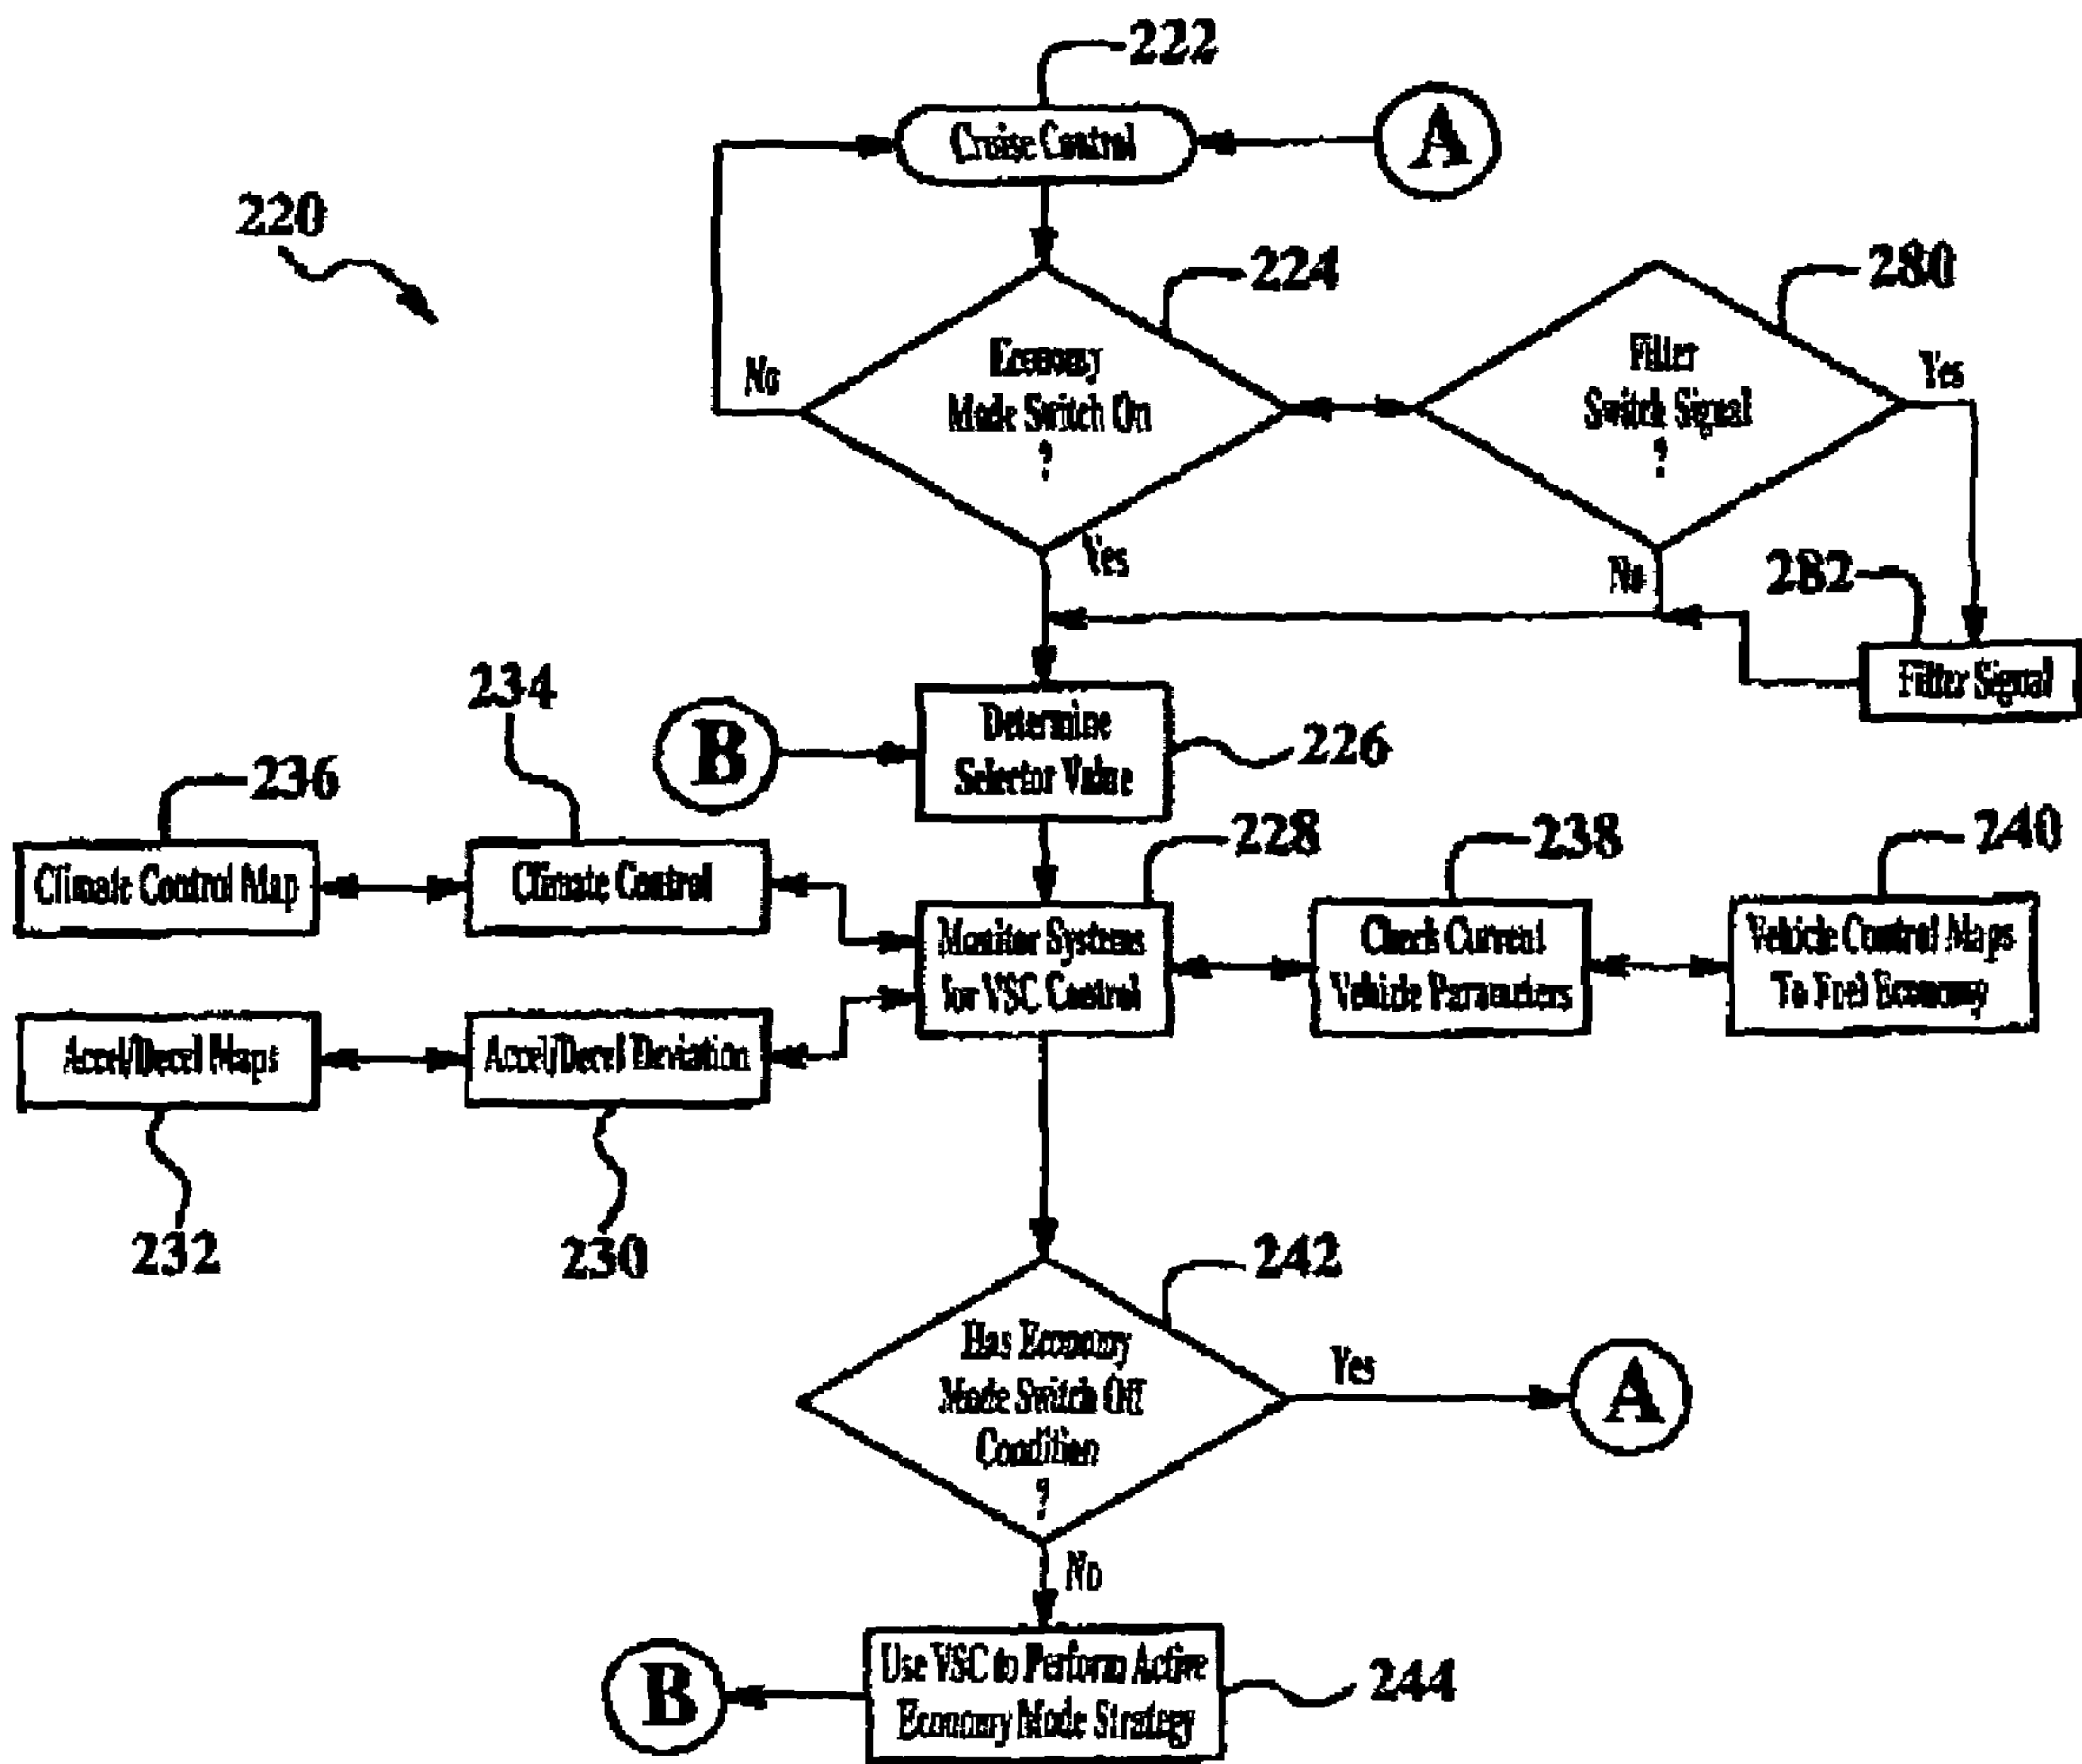 222
Cruise Control
A
220
224
280
Economy
Mode Switch On
?
No
Yes
Filter
Switch Signal
?
Yes
No
282
Filter Signal
B
Determine
Selector Value
226
234
236
Climate Control Map
Climate Control
228
Monitor Systems
for VSC Control
238
Check Current
Vehicle Parameters
240
Vehicle Control Maps
To Fuel Economy
Accel/Decel Maps
Accel/Decel Deviation
232
230
242
Has Economy
Mode Switch Off
Condition
?
Yes
A
No
Use VSC to Perform Active
Economy Mode Strategy
244
B